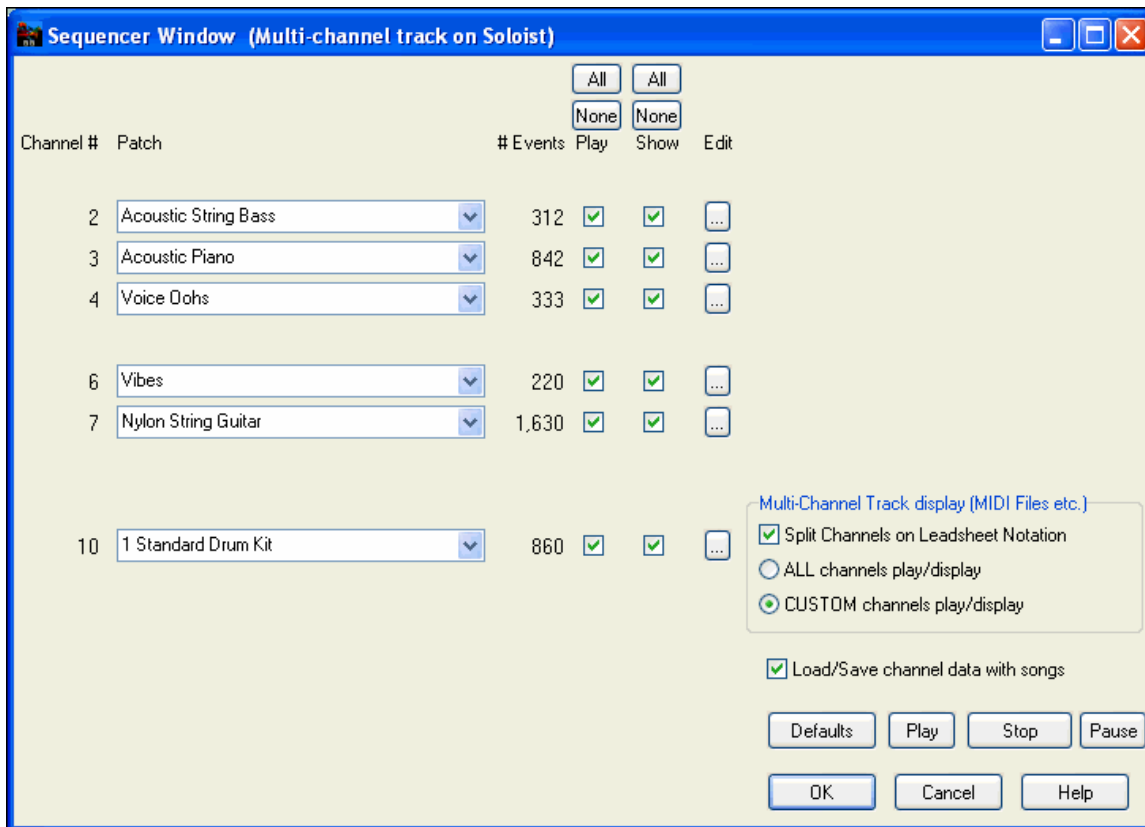 Sequencer Window (Multi-channel track on Soloist)
All All
None None
Channel # Patch # Events Play Show Edit
2 Acoustic String Bass 312 ...
3 Acoustic Piano 842 ...
4 Voice Oohs 333 ...
6 Vibes 220 ...
7 Nylon String Guitar 1,630 ...
Multi-Channel Track display (MIDI Files etc.)
Split Channels on Leadsheet Notation
10 1 Standard Drum Kit 860 ...
ALL channels play/display
CUSTOM channels play/display
Load/Save channel data with songs
Defaults Play Stop Pause
OK Cancel Help